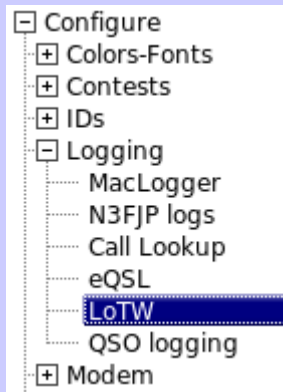 Configure
Colors-Fonts
Contests
IDs
Logging
MacLogger
N3FJP logs
Call Lookup
eQSL
LoTW
QSO logging
Modem